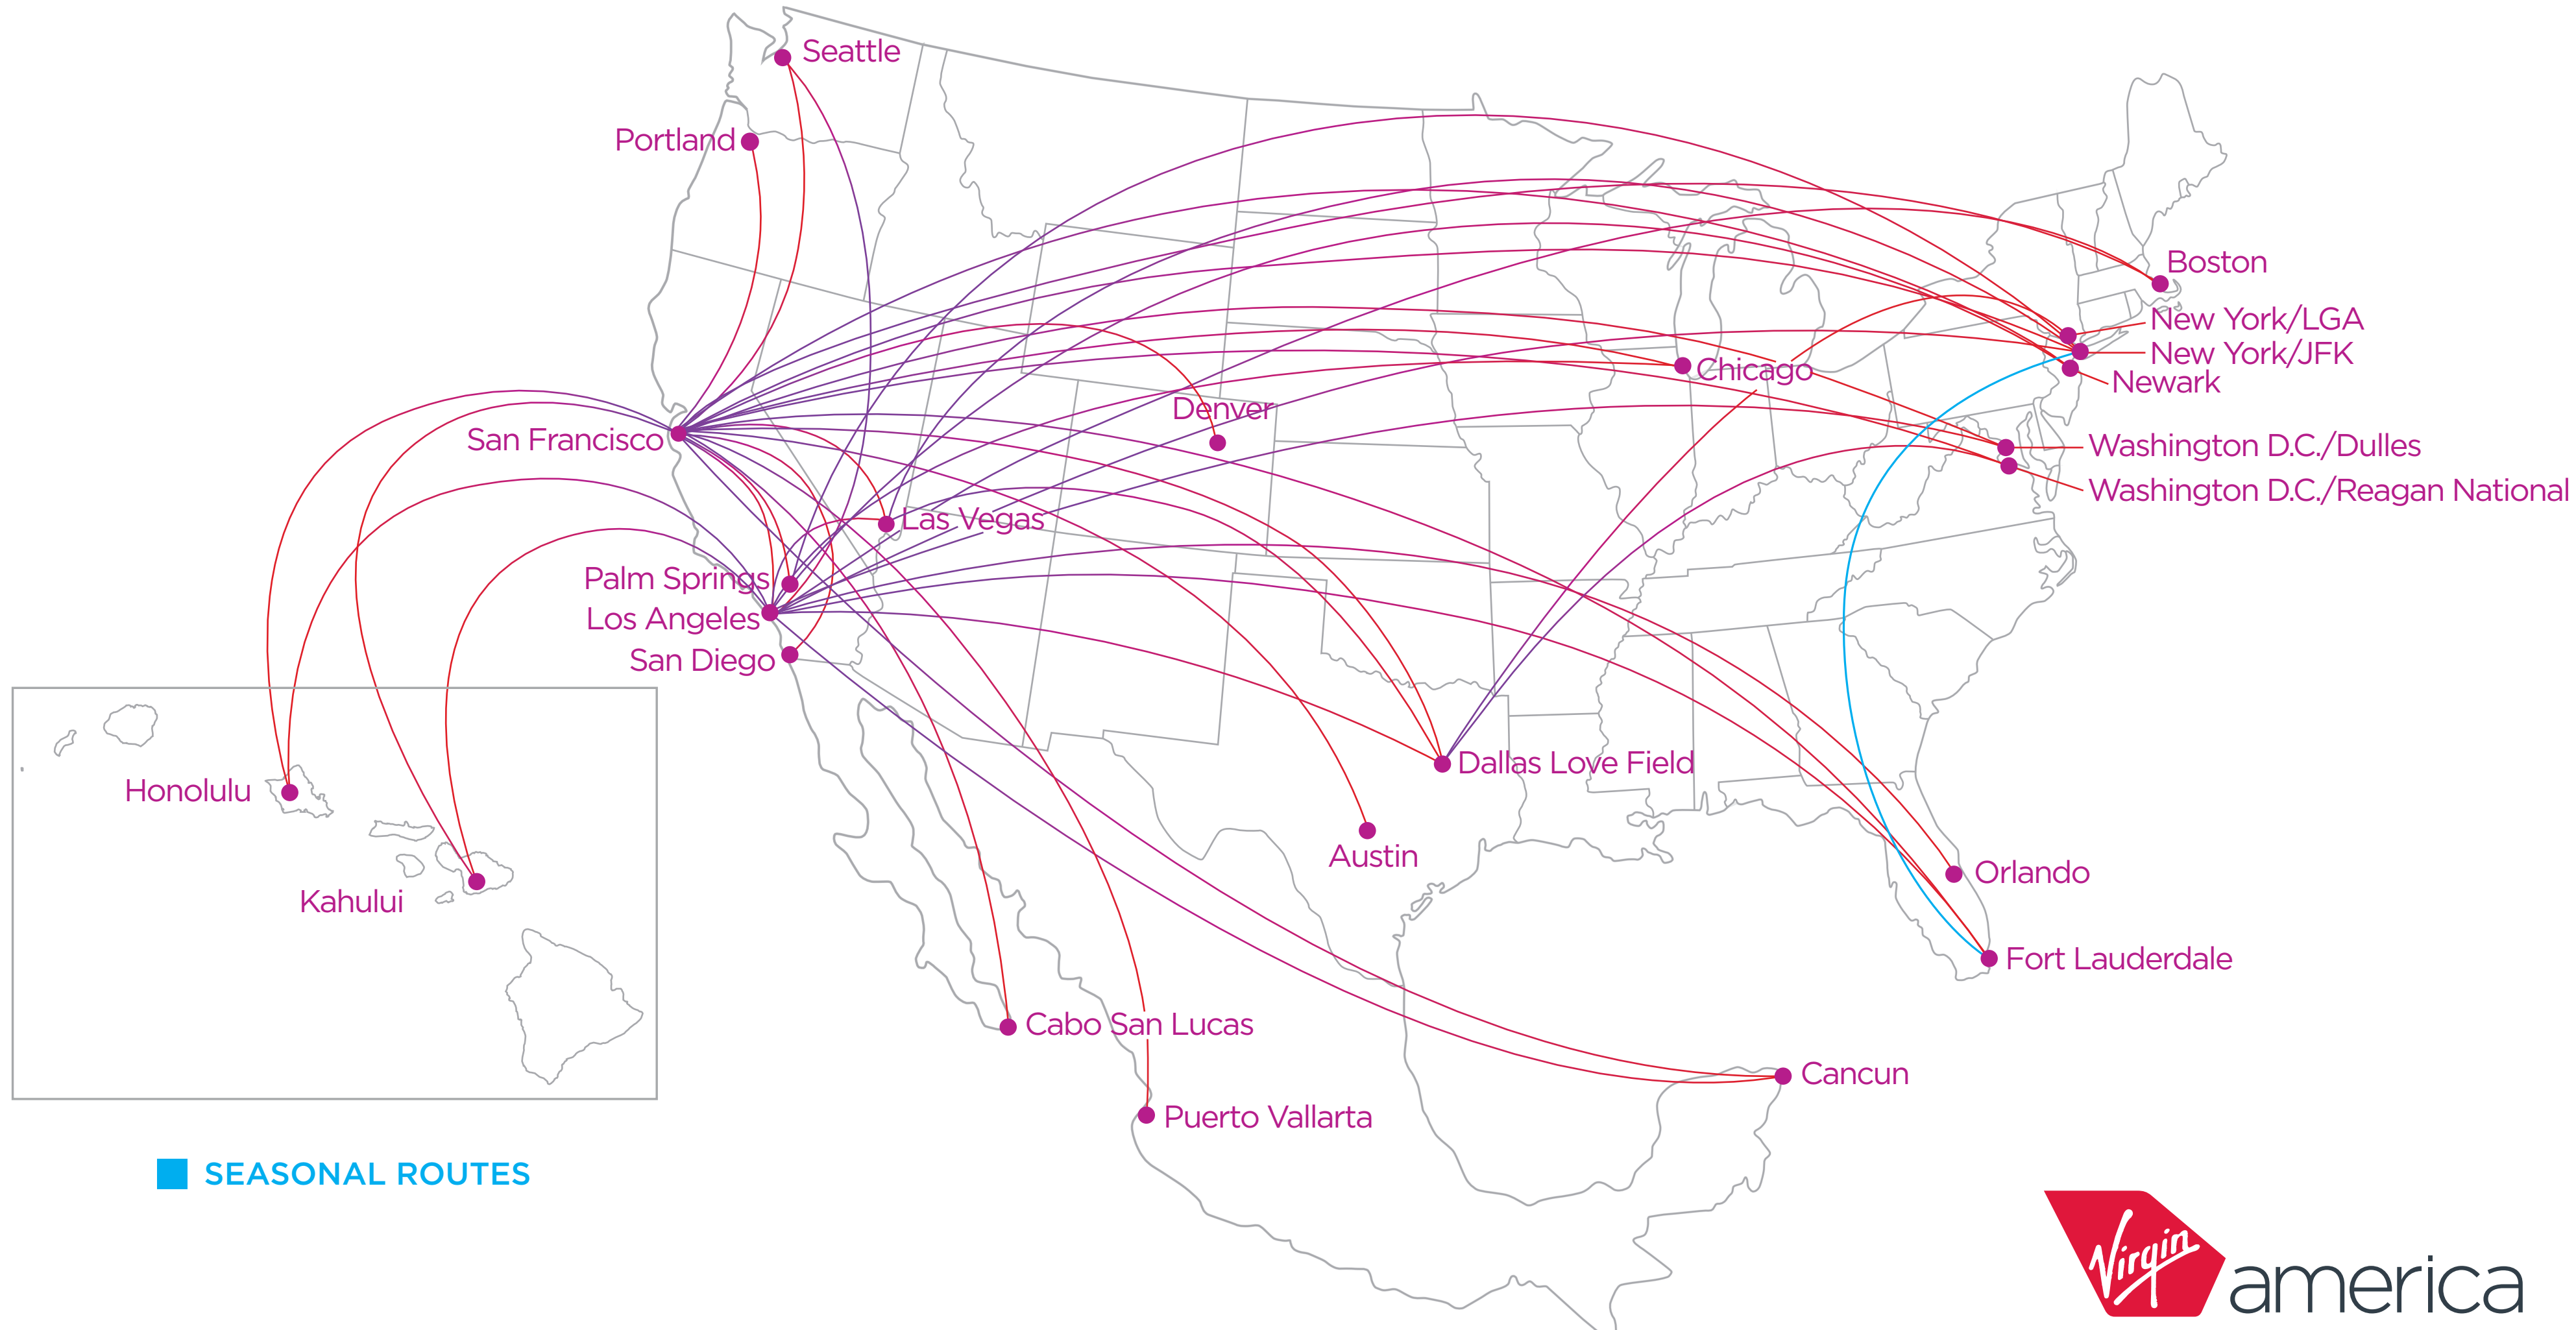 Seattle
Portland
Boston
New York/LGA
New York/JFK
Chicago
Newark
Denver
San Francisco
Washington D.C./Dulles
Washington D.C./Reagan National
Las Vegas
Palm Springs
Los Angeles
San Diego
Dallas Love Field
Honolulu
Austin
Orlando
Kahului
Fort Lauderdale
Cabo San Lucas
Cancun
Puerto Vallarta
SEASONAL ROUTES
Virgin
america